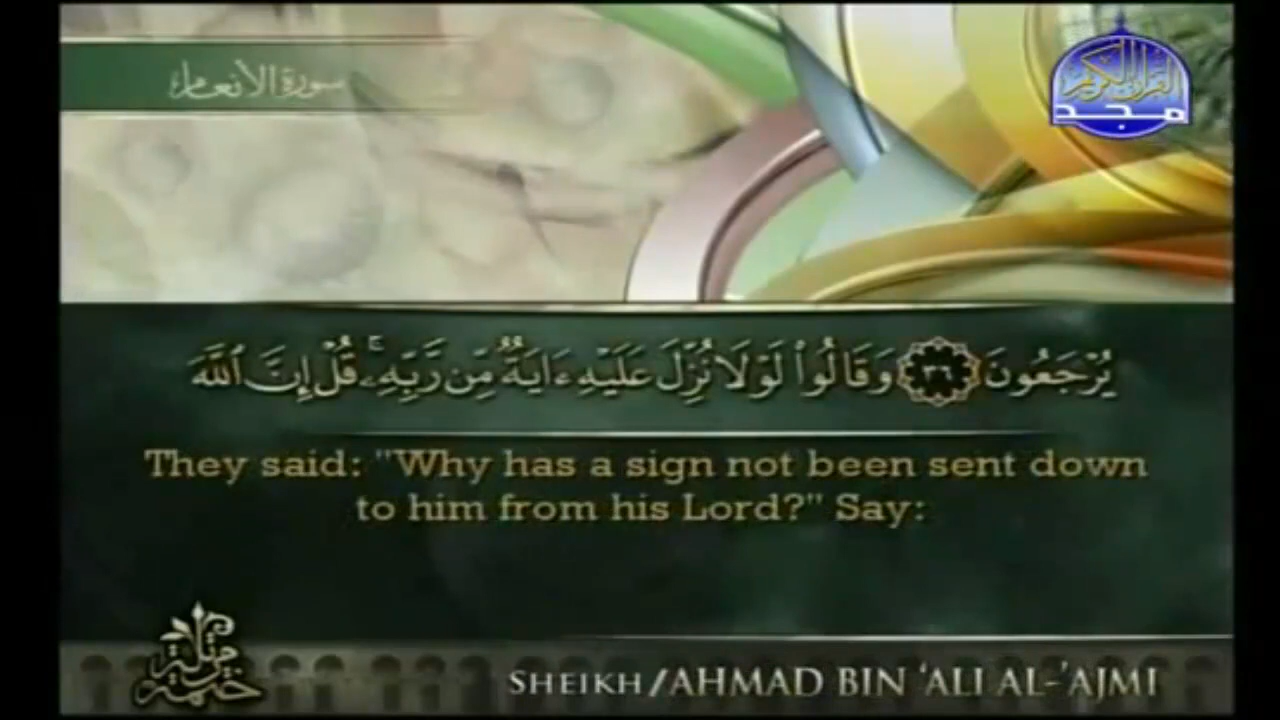 سورة الأنعام
القرآن الكريم
مجد
يُرْجَعُونَ ٣٦ وَقَالُوا۟ لَوْلَا نُزِّلَ عَلَيْهِ ءَايَةٌ مِّن رَّبِّهِۦ ۚ قُلْ إِنَّ ٱللَّهَ
They said: "Why has a sign not been sent down
to him from his Lord?" Say:
ختمة مرتلة
SHEIKH/AHMAD BIN ‘ALI AL-’AJMI